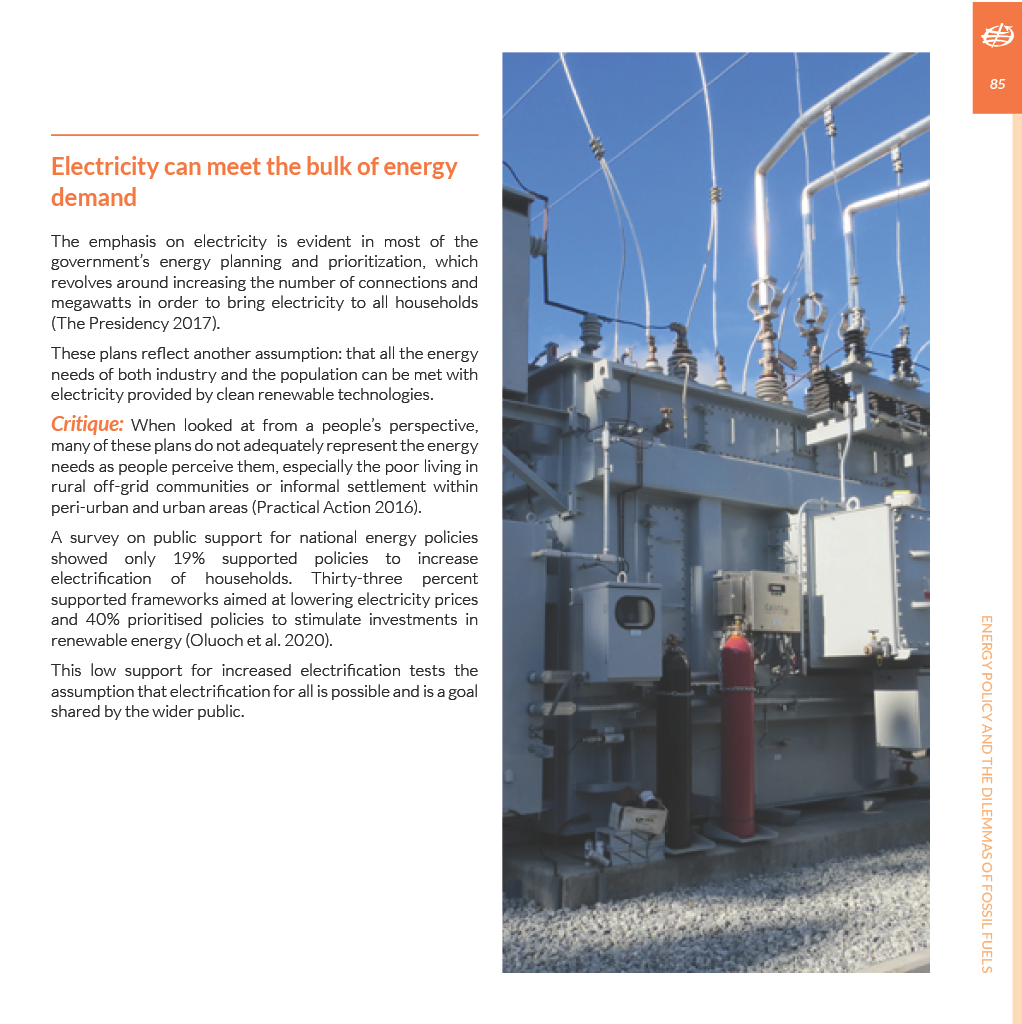 85
Electricity can meet the bulk of energy
demand
The emphasis on electricity is evident in most of the
government's energy planning and prioritization, which
revolves around increasing the number of connections and
megawatts in order to bring electricity to all households
(The Presidency 2017).
These plans reflect another assumption: that all the energy
needs of both industry and the population can be met with
electricity provided by clean renewable technologies.
Critique: When looked at from a people's perspective,
many of these plans do not adequately represent the energy
needs as people perceive them, especially the poor living in
rural off-grid communities or informal settlement within
peri-urban and urban areas (Practical Action 2016).
A survey on public support for national energy policies
showed only 19% supported policies to increase
electrification of households. Thirty-three percent
supported frameworks aimed at lowering electricity prices
and 40% prioritised policies to stimulate investments in
renewable energy (Oluoch et al. 2020).
This low support for increased electrification tests the
assumption that electrification for all is possible and is a goal
shared by the wider public.
ENERGY POLICY AND THE DILEMMAS OF FOSSIL FUELS